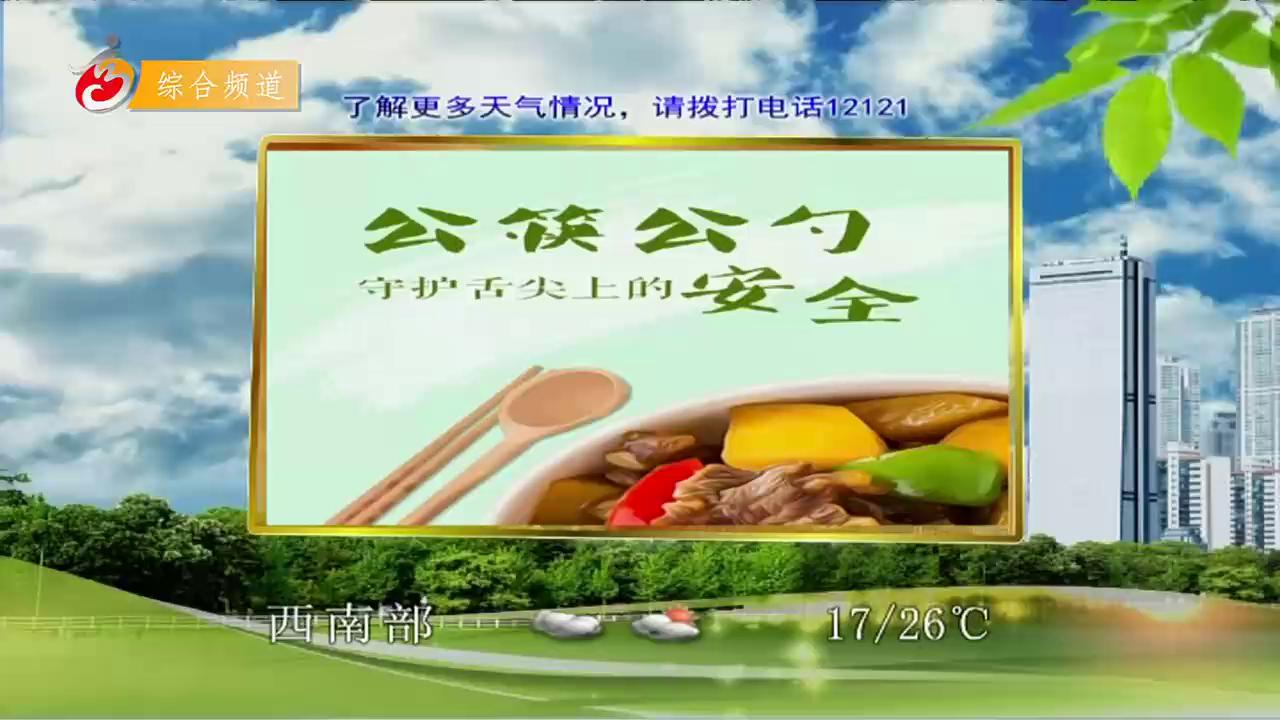 综合频道
了解更多天气情况，请拨打电话12121
公筷公勺
守护舌尖上的安全
西南部 17/26℃